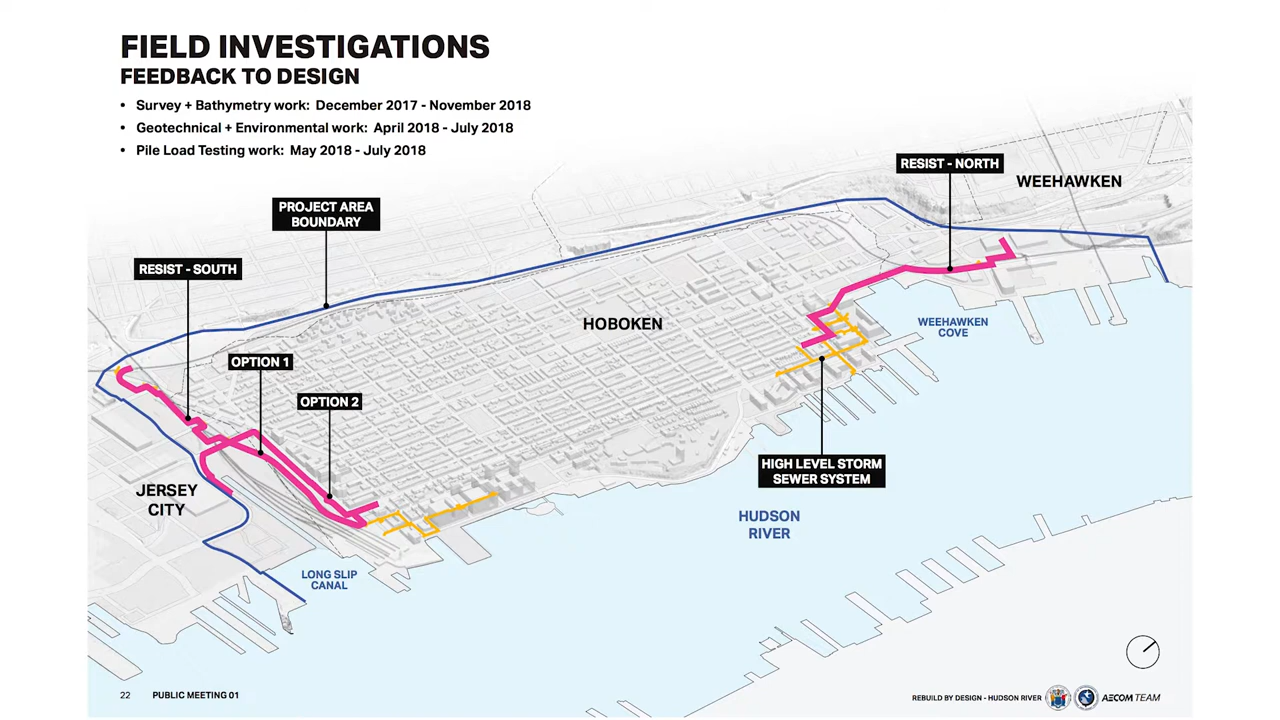 FIELD INVESTIGATIONS
FEEDBACK TO DESIGN
• Survey + Bathymetry work: December 2017 - November 2018
• Geotechnical + Environmental work: April 2018 - July 2018
• Pile Load Testing work: May 2018 - July 2018
RESIST - NORTH
WEEHAWKEN
PROJECT AREA
BOUNDARY
RESIST - SOUTH
HOBOKEN
WEEHAWKEN
COVE
OPTION 1
OPTION 2
HIGH LEVEL STORM
SEWER SYSTEM
JERSEY
CITY
HUDSON
RIVER
LONG SLIP
CANAL
22 PUBLIC MEETING 01
REBUILD BY DESIGN - HUDSON RIVER
AECOM TEAM